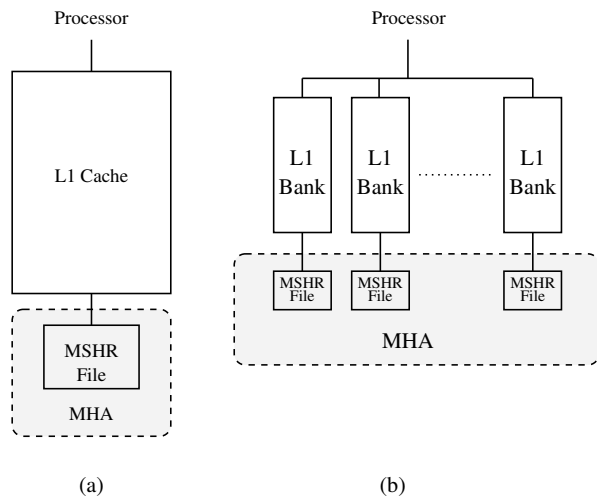 Processor
L1 Cache
MSHR
File
MHA
(a)
Processor
L1
Bank
L1
Bank
L1
Bank
MSHR
File
MSHR
File
MSHR
File
MHA
(b)